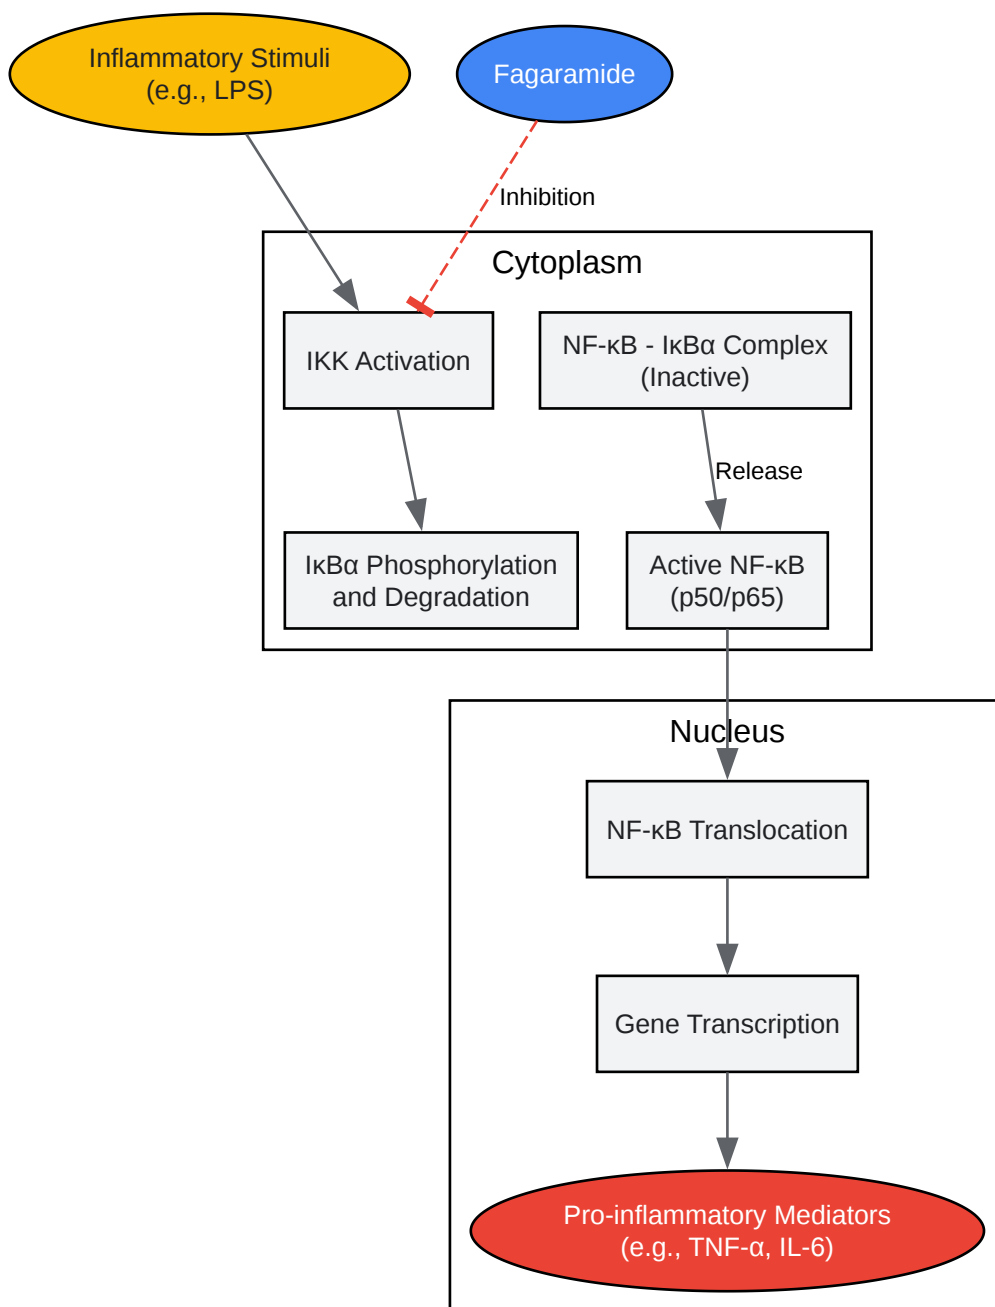 Inflammatory Stimuli
(e.g., LPS)
Fagaramide
Inhibition
Cytoplasm
IKK Activation
NF-κB - IκBα Complex
(Inactive)
Release
IκBα Phosphorylation
and Degradation
Active NF-κB
(p50/p65)
Nucleus
NF-κB Translocation
Gene Transcription
Pro-inflammatory Mediators
(e.g., TNF-α, IL-6)